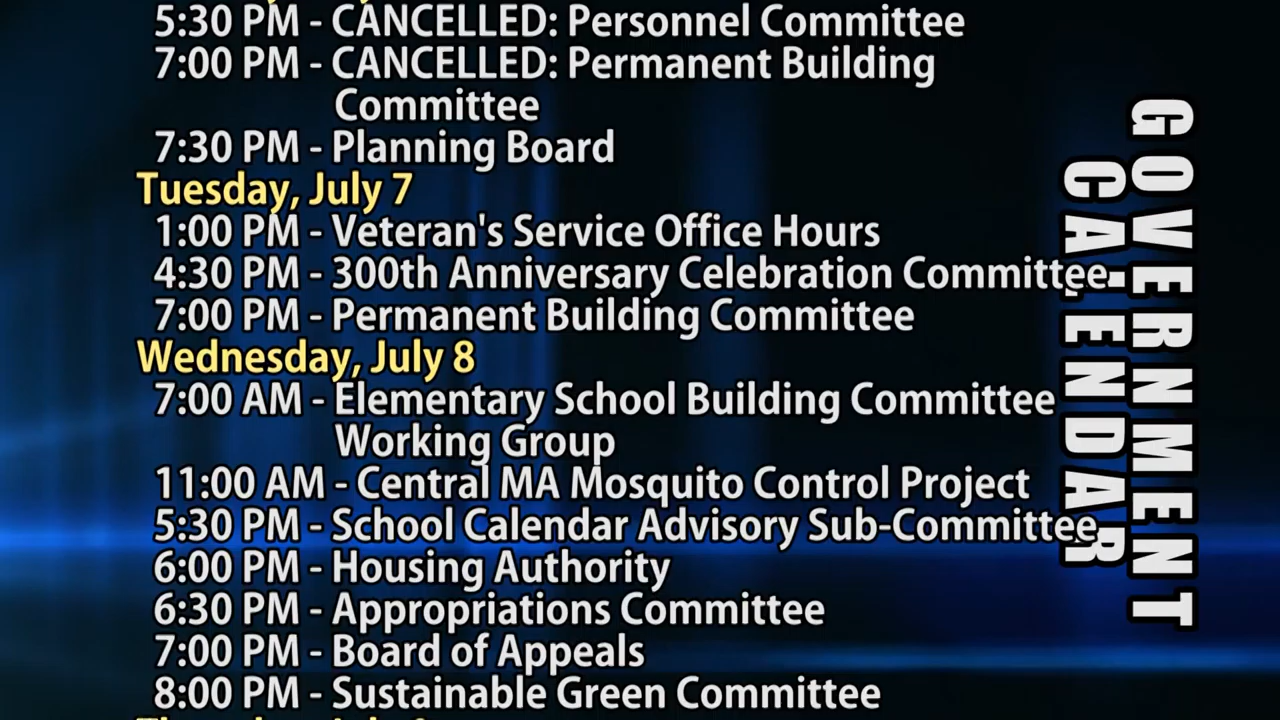 5:30 PM - CANCELLED: Personnel Committee
7:00 PM - CANCELLED: Permanent Building
Committee
7:30 PM - Planning Board
Tuesday, July 7
1:00 PM - Veteran's Service Office Hours
4:30 PM - 300th Anniversary Celebration Committee
7:00 PM - Permanent Building Committee
Wednesday, July 8
7:00 AM - Elementary School Building Committee
Working Group
11:00 AM - Central MA Mosquito Control Project
5:30 PM - School Calendar Advisory Sub-Committee
6:00 PM - Housing Authority
6:30 PM - Appropriations Committee
7:00 PM - Board of Appeals
8:00 PM - Sustainable Green Committee
GOVERNMENT
CALENDAR